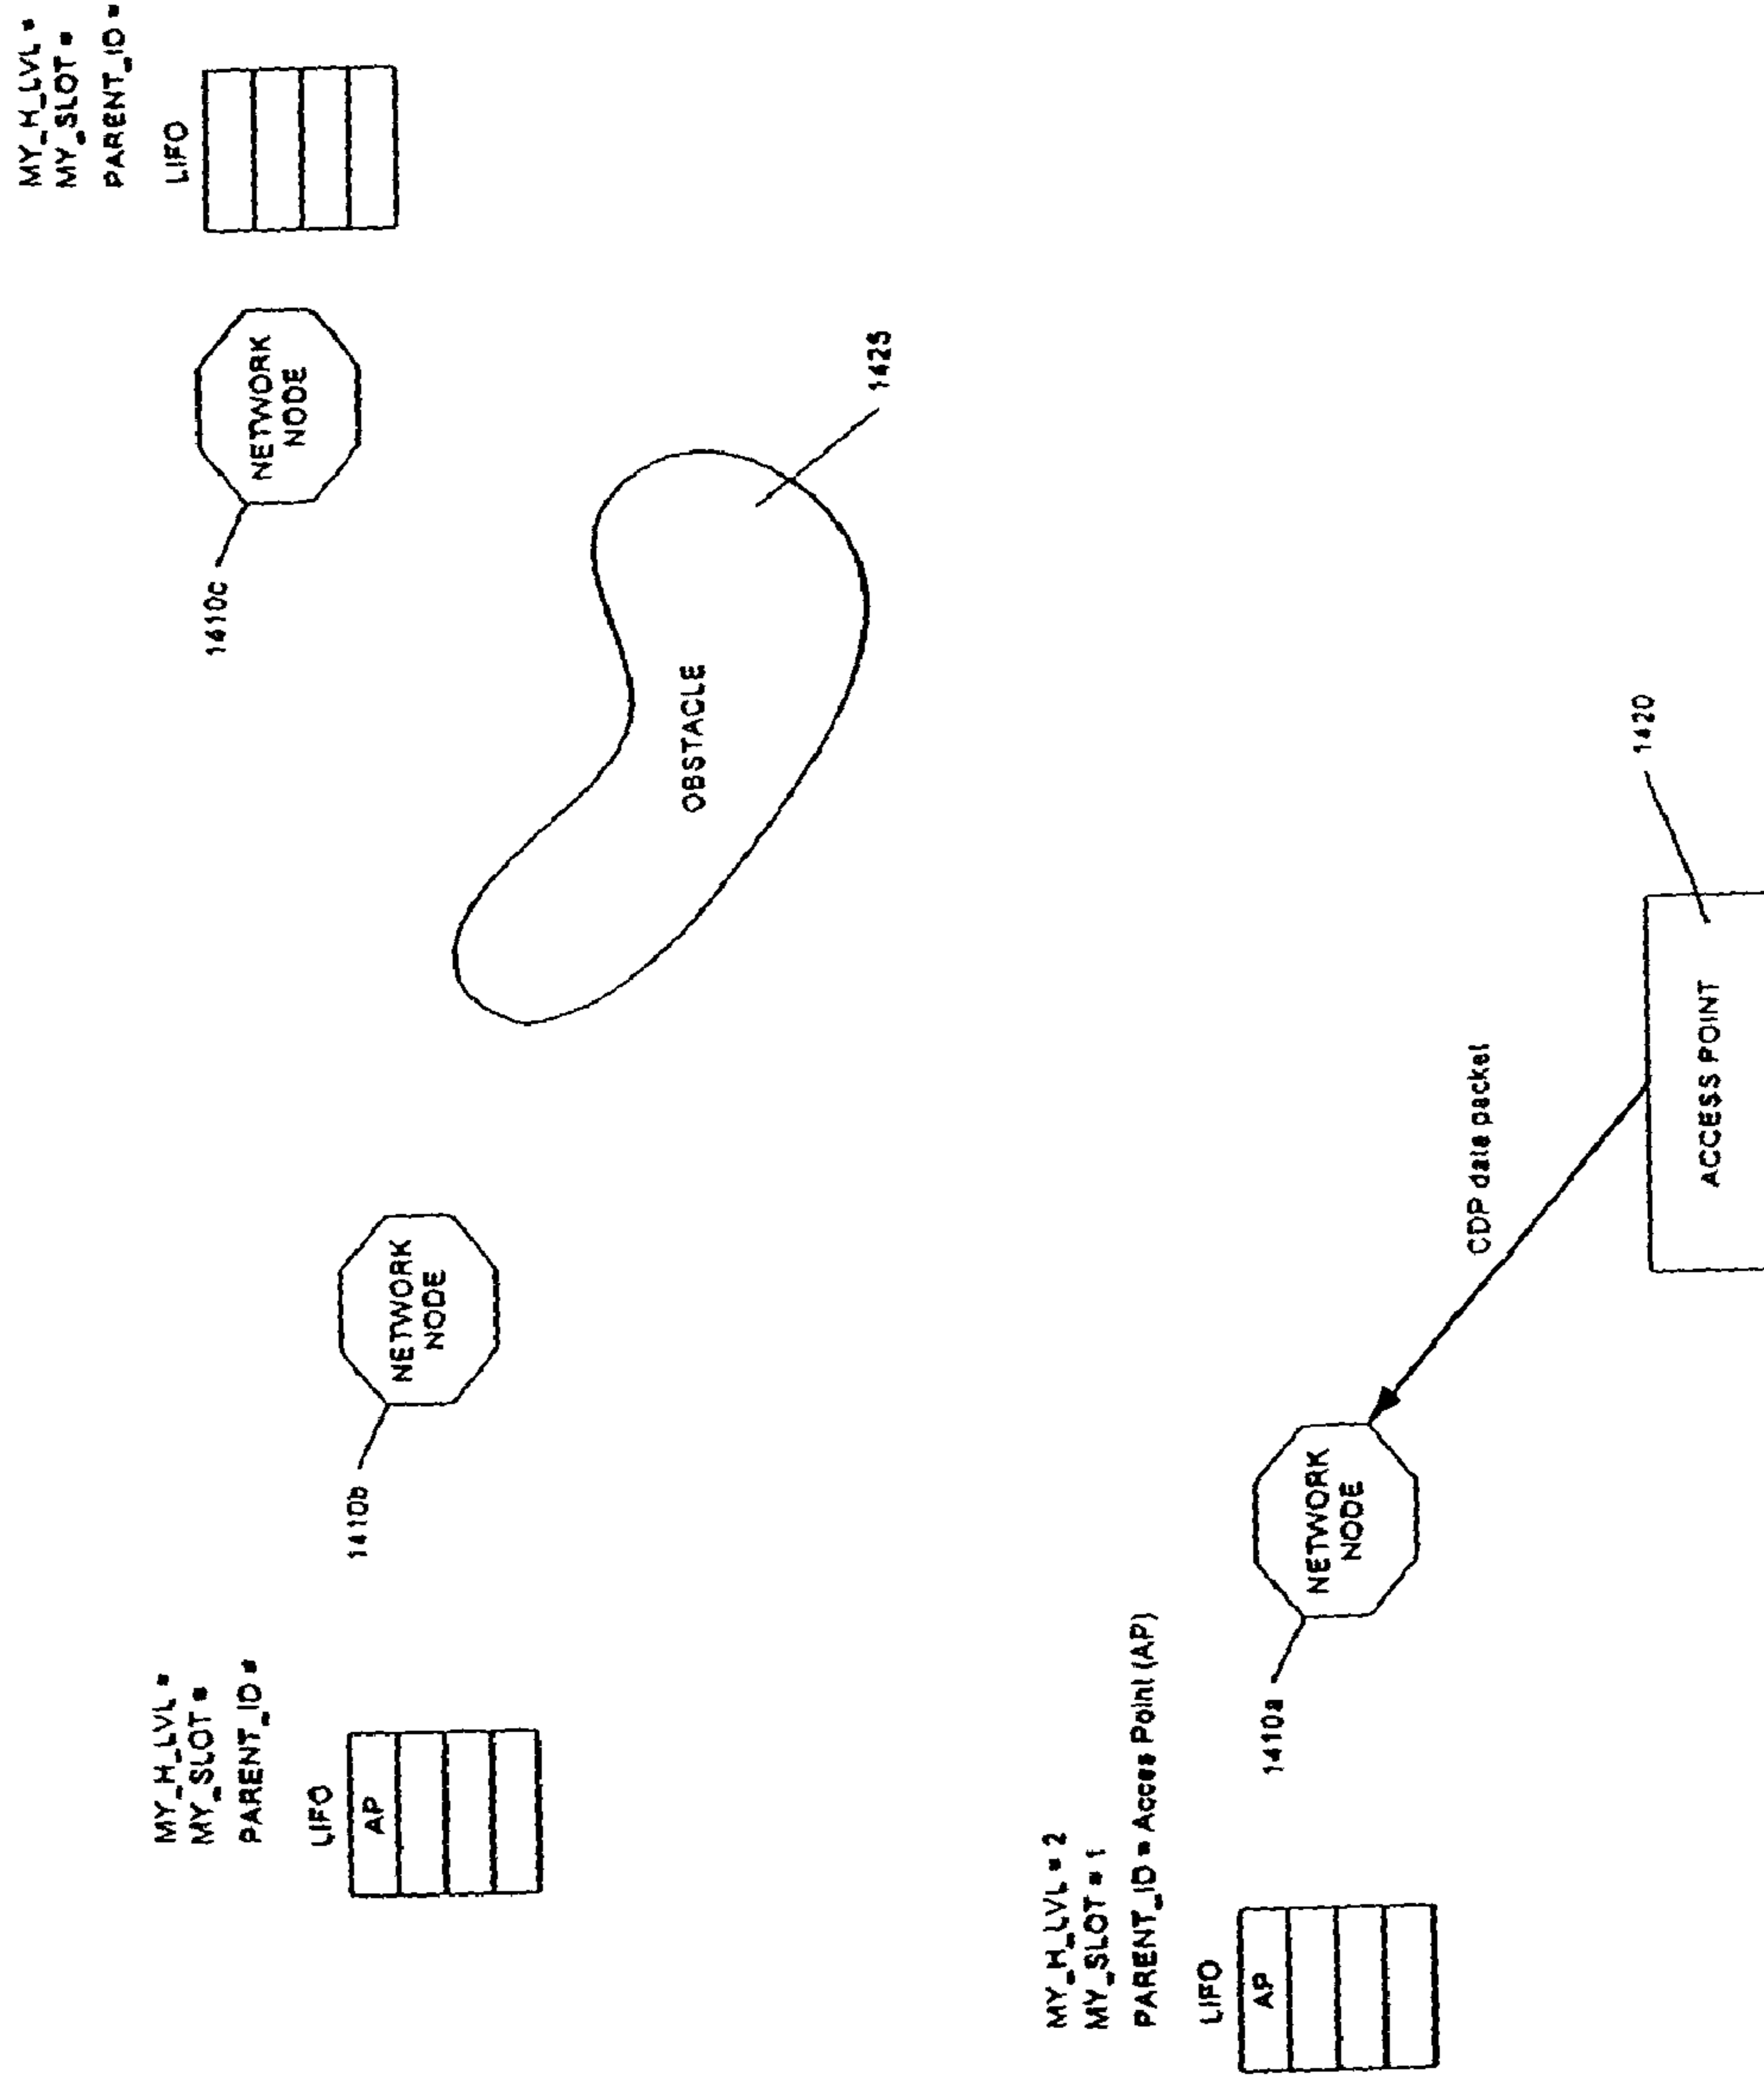 MY_H_LVL =
MY_SLOT =
PARENT_ID =
LIFO
1410c
NETWORK
NODE
MY_H_LVL =
MY_SLOT =
PARENT_ID =
LIFO
AP
1410b
NETWORK
NODE
OBSTACLE
1425
MY_H_LVL = 2
MY_SLOT = 1
PARENT_ID = Acces Point (AP)
LIFO
AP
1410a
NETWORK
NODE
CDP data packet
1420
ACCESS POINT